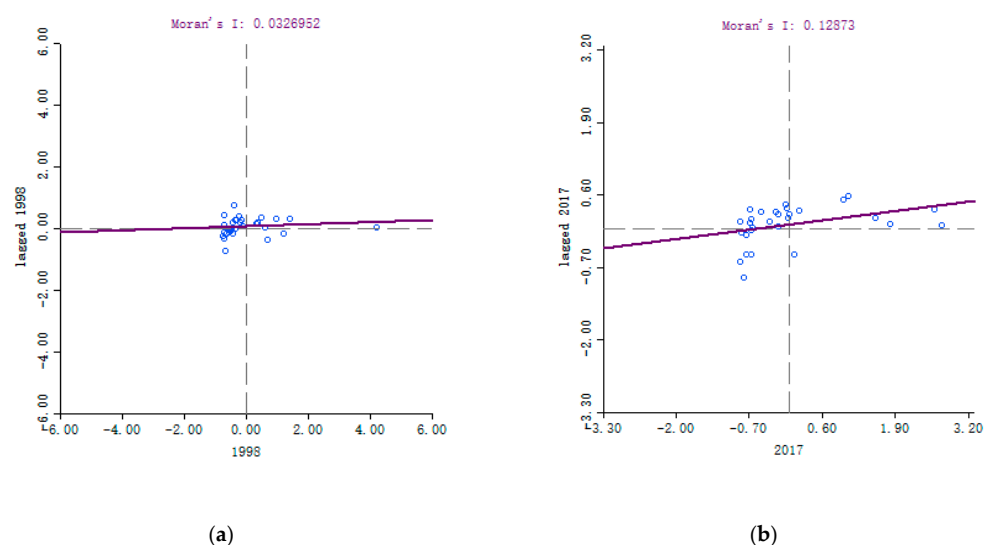 Moran's I: 0.0326952
6.00
4.00
2.00
0.00
-2.00
-4.00
-6.00
lagged 1998
-6.00 -4.00 -2.00 0.00 2.00 4.00 6.00
1998
(a)
Moran's I: 0.12873
3.20
1.90
0.60
-0.70
-2.00
-3.30
lagged 2017
-3.30 -2.00 -0.70 0.60 1.90 3.20
2017
(b)